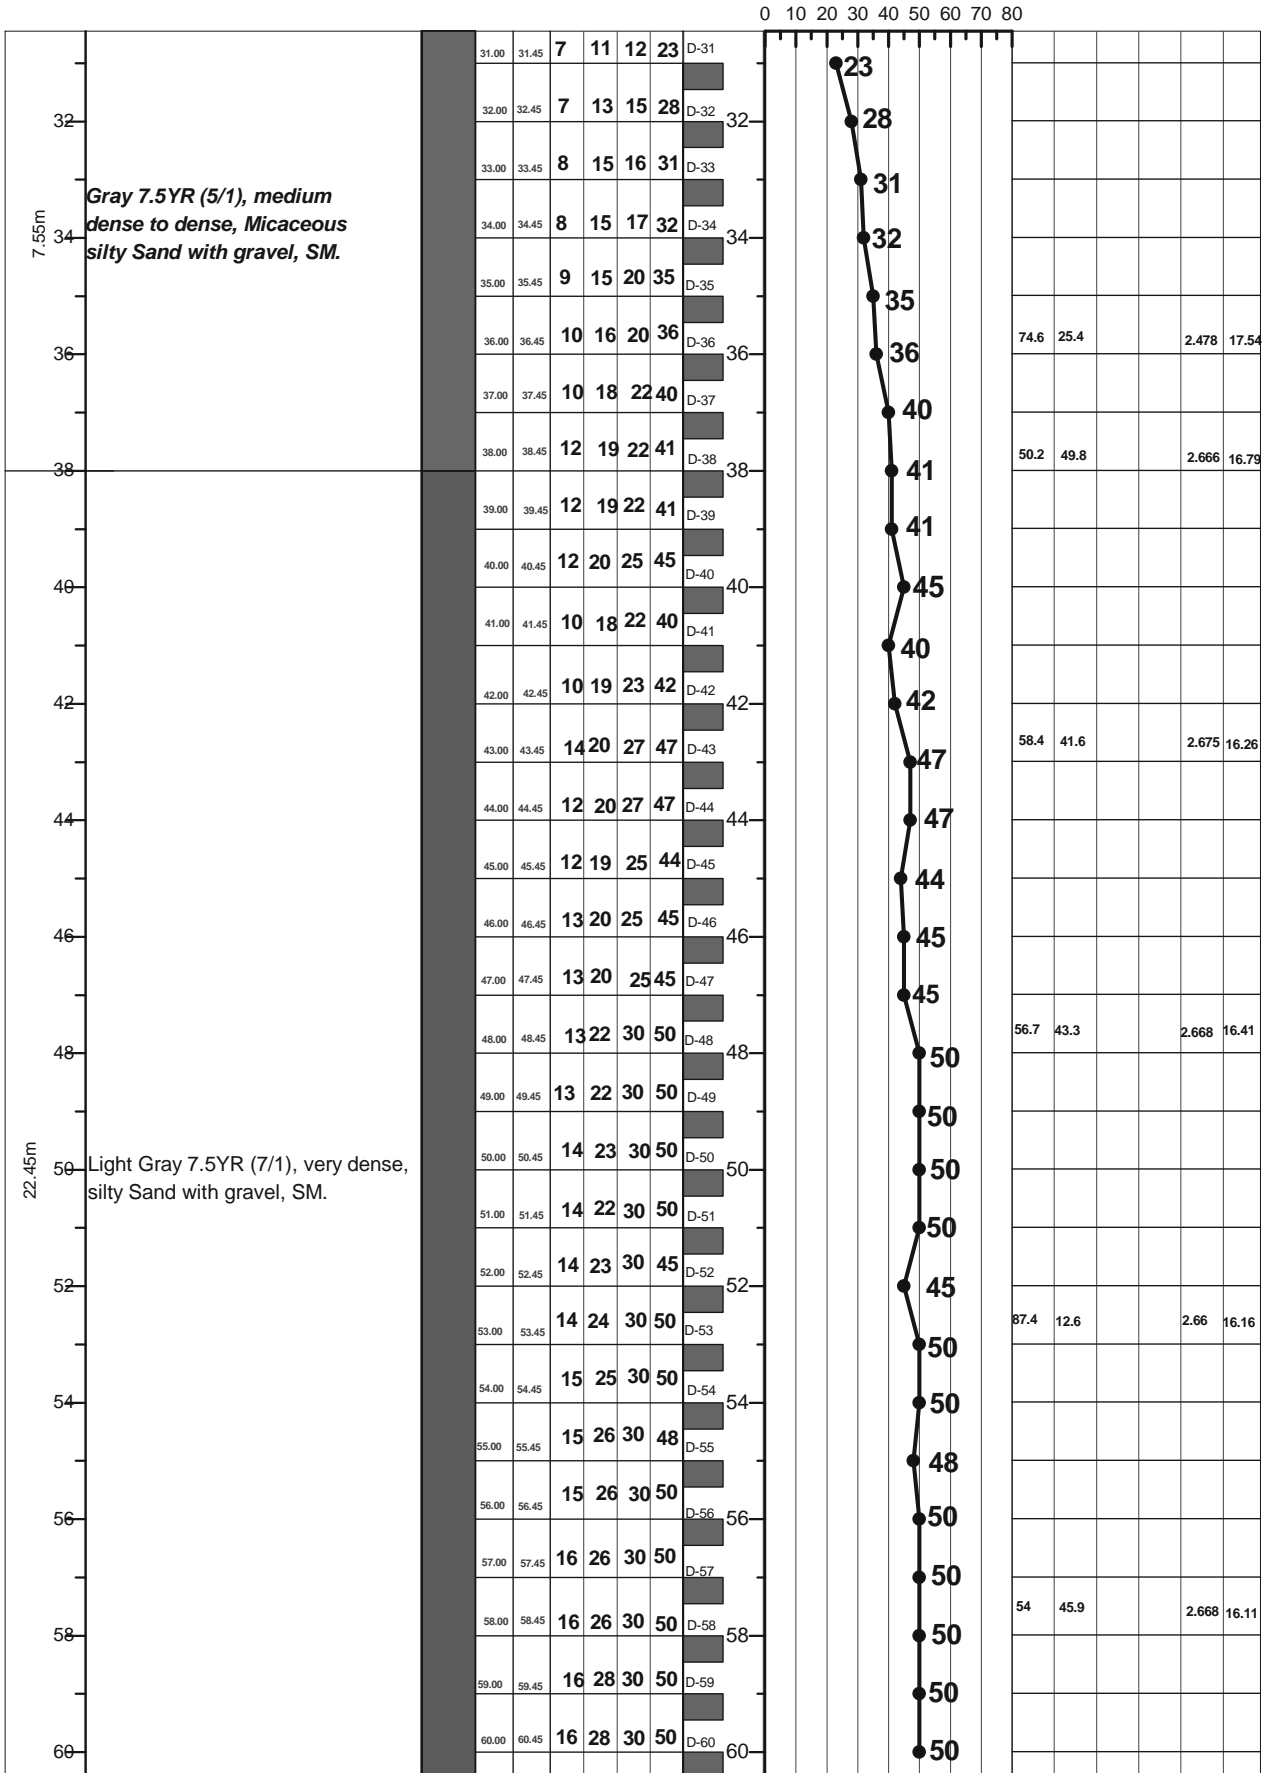 0 10 20 30 40 50 60 70 80
31.00 31.45 7 11 12 23 D-31 23
32.00 32.45 7 13 15 28 D-32
32 32 28
33.00 33.45 8 15 16 31 D-33 31
Gray 7.5YR (5/1), medium
dense to dense, Micaceous
silty Sand with gravel, SM.
7.55m
34.00 34.45 8 15 17 32 D-34
34 34 32
35.00 35.45 9 15 20 35 D-35 35
36.00 36.45 10 16 20 36 D-36 74.6 25.4 2.478 17.54
36 36 36
37.00 37.45 10 18 22 40 D-37 40
38.00 38.45 12 19 22 41 D-38 50.2 49.8 2.666 16.79
38 38 41
39.00 39.45 12 19 22 41 D-39 41
40.00 40.45 12 20 25 45 D-40
40 40 45
41.00 41.45 10 18 22 40 D-41 40
42.00 42.45 10 19 23 42 D-42
42 42 42
43.00 43.45 14 20 27 47 D-43 58.4 41.6 2.675 16.26
47
44.00 44.45 12 20 27 47 D-44
44 44 47
45.00 45.45 12 19 25 44 D-45 44
46.00 46.45 13 20 25 45 D-46
46 46 45
47.00 47.45 13 20 25 45 D-47 45
48.00 48.45 13 22 30 50 D-48 56.7 43.3 2.668 16.41
48 48 50
49.00 49.45 13 22 30 50 D-49 50
50.00 50.45 14 23 30 50 D-50
22.45m
50 50 50
Light Gray 7.5YR (7/1), very dense,
silty Sand with gravel, SM.
51.00 51.45 14 22 30 50 D-51 50
52.00 52.45 14 23 30 45 D-52
52 52 45
53.00 53.45 14 24 30 50 D-53 87.4 12.6 2.66 16.16
50
54.00 54.45 15 25 30 50 D-54
54 54 50
55.00 55.45 15 26 30 48 D-55 48
56.00 56.45 15 26 30 50 D-56
56 56 50
57.00 57.45 16 26 30 50 D-57 50
58.00 58.45 16 26 30 50 D-58 54 45.9 2.668 16.11
58 58 50
59.00 59.45 16 28 30 50 D-59 50
60.00 60.45 16 28 30 50 D-60
60 60 50